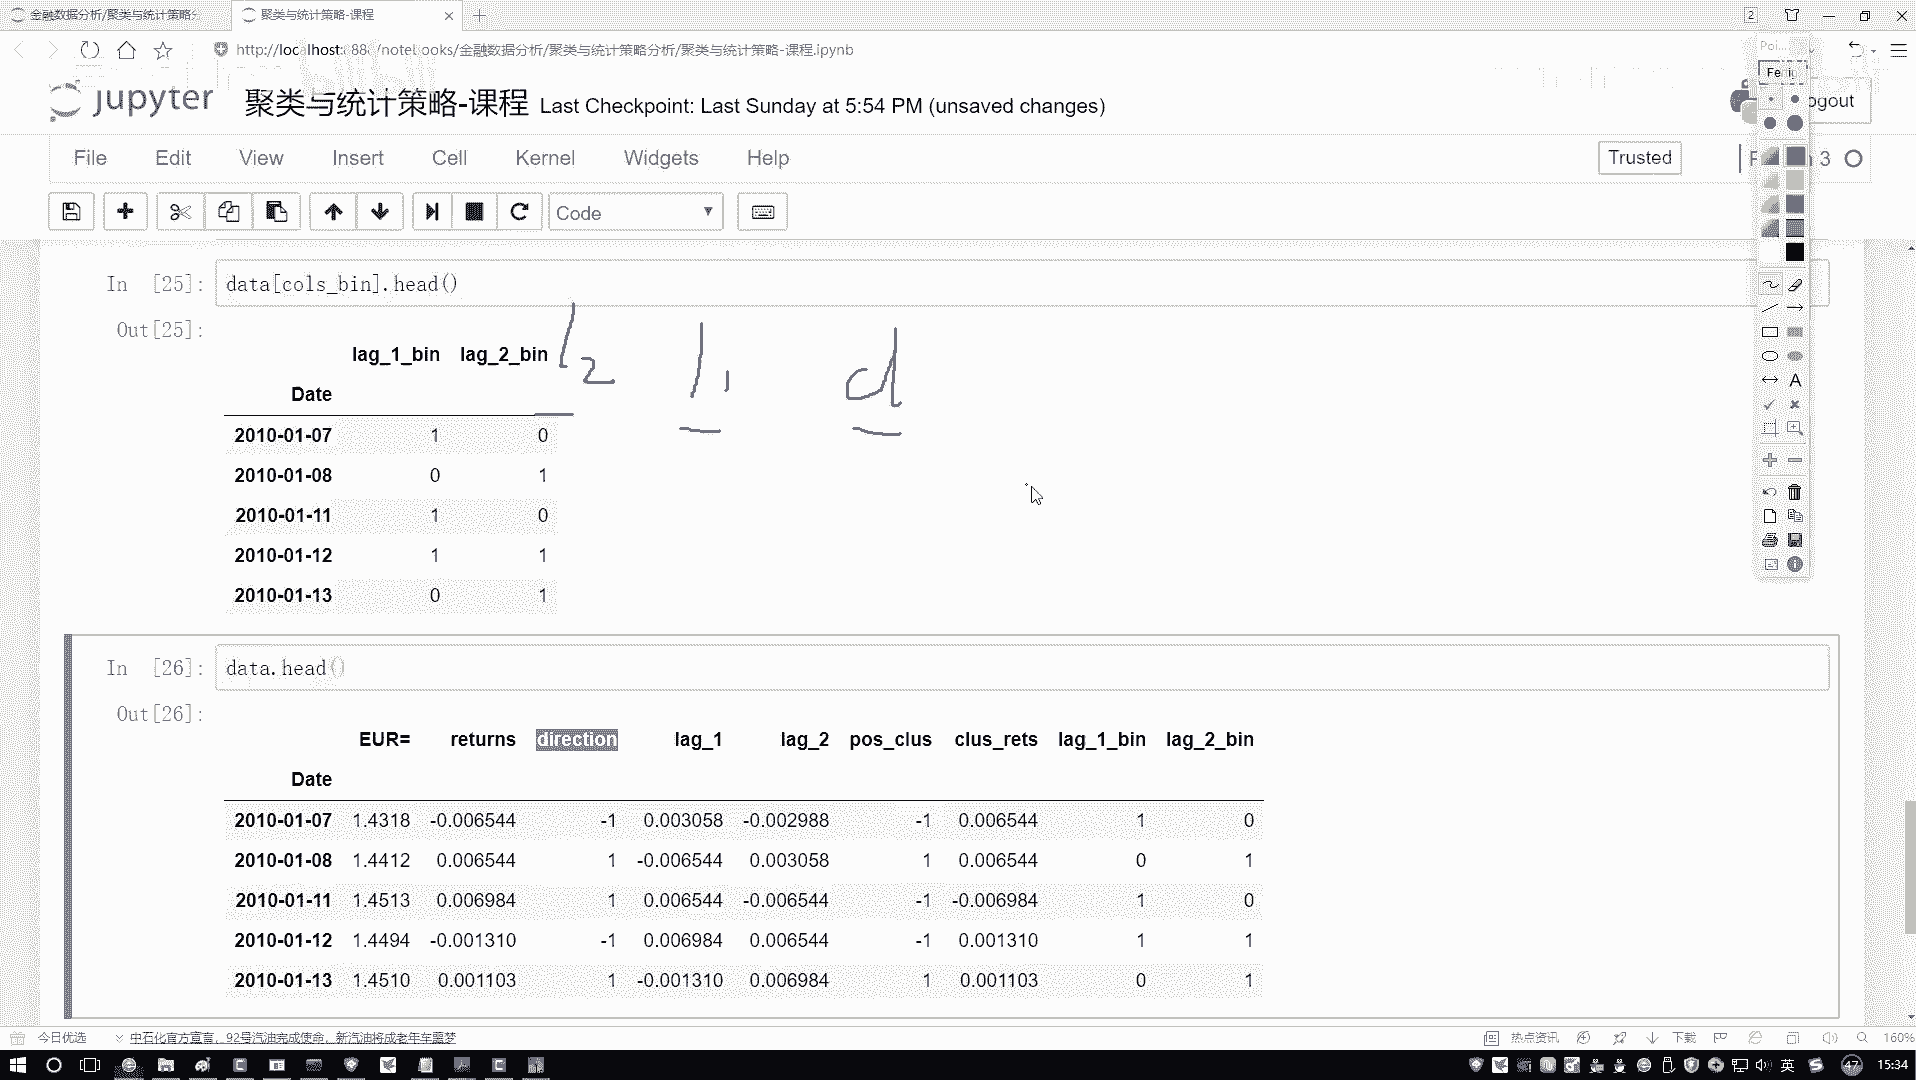 金融数据分析/聚类与统计策略分
聚类与统计策略-课程
2
http://localhost:888/notebooks/金融数据分析/聚类与统计策略分析/聚类与统计策略-课程.ipynb
jupyter 聚类与统计策略-课程 Last Checkpoint: Last Sunday at 5:54 PM (unsaved changes)
ogout
File Edit View Insert Cell Kernel Widgets Help
Trusted
3
Code
In [25]: data[cols_bin].head()
Out[25]:
lag_1_bin lag_2_bin
l2 l1 d
Date
2010-01-07 1 0
2010-01-08 0 1
2010-01-11 1 0
2010-01-12 1 1
2010-01-13 0 1
In [26]: data.head()
Out[26]:
EUR= returns direction lag_1 lag_2 pos_clus clus_rets lag_1_bin lag_2_bin
Date
2010-01-07 1.4318 -0.006544 -1 0.003058 -0.002988 -1 0.006544 1 0
2010-01-08 1.4412 0.006544 1 -0.006544 0.003058 1 0.006544 0 1
2010-01-11 1.4513 0.006984 1 0.006544 -0.006544 -1 -0.006984 1 0
2010-01-12 1.4494 -0.001310 -1 0.006984 0.006544 -1 0.001310 1 1
2010-01-13 1.4510 0.001103 1 -0.001310 0.006984 1 0.001103 0 1
今日优选 中石化官方宣言，92号汽油完成使命，新汽油将成老年车噩梦
热点资讯 下载 160%
英 47 15:34